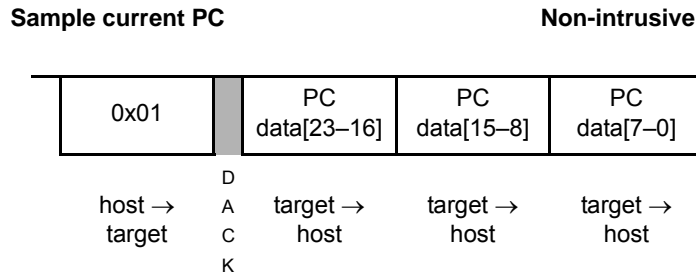 Sample current PC Non-intrusive
0x01 PC PC PC
data[23–16] data[15–8] data[7–0]
D
host → A target → target → target →
target C host host host
K